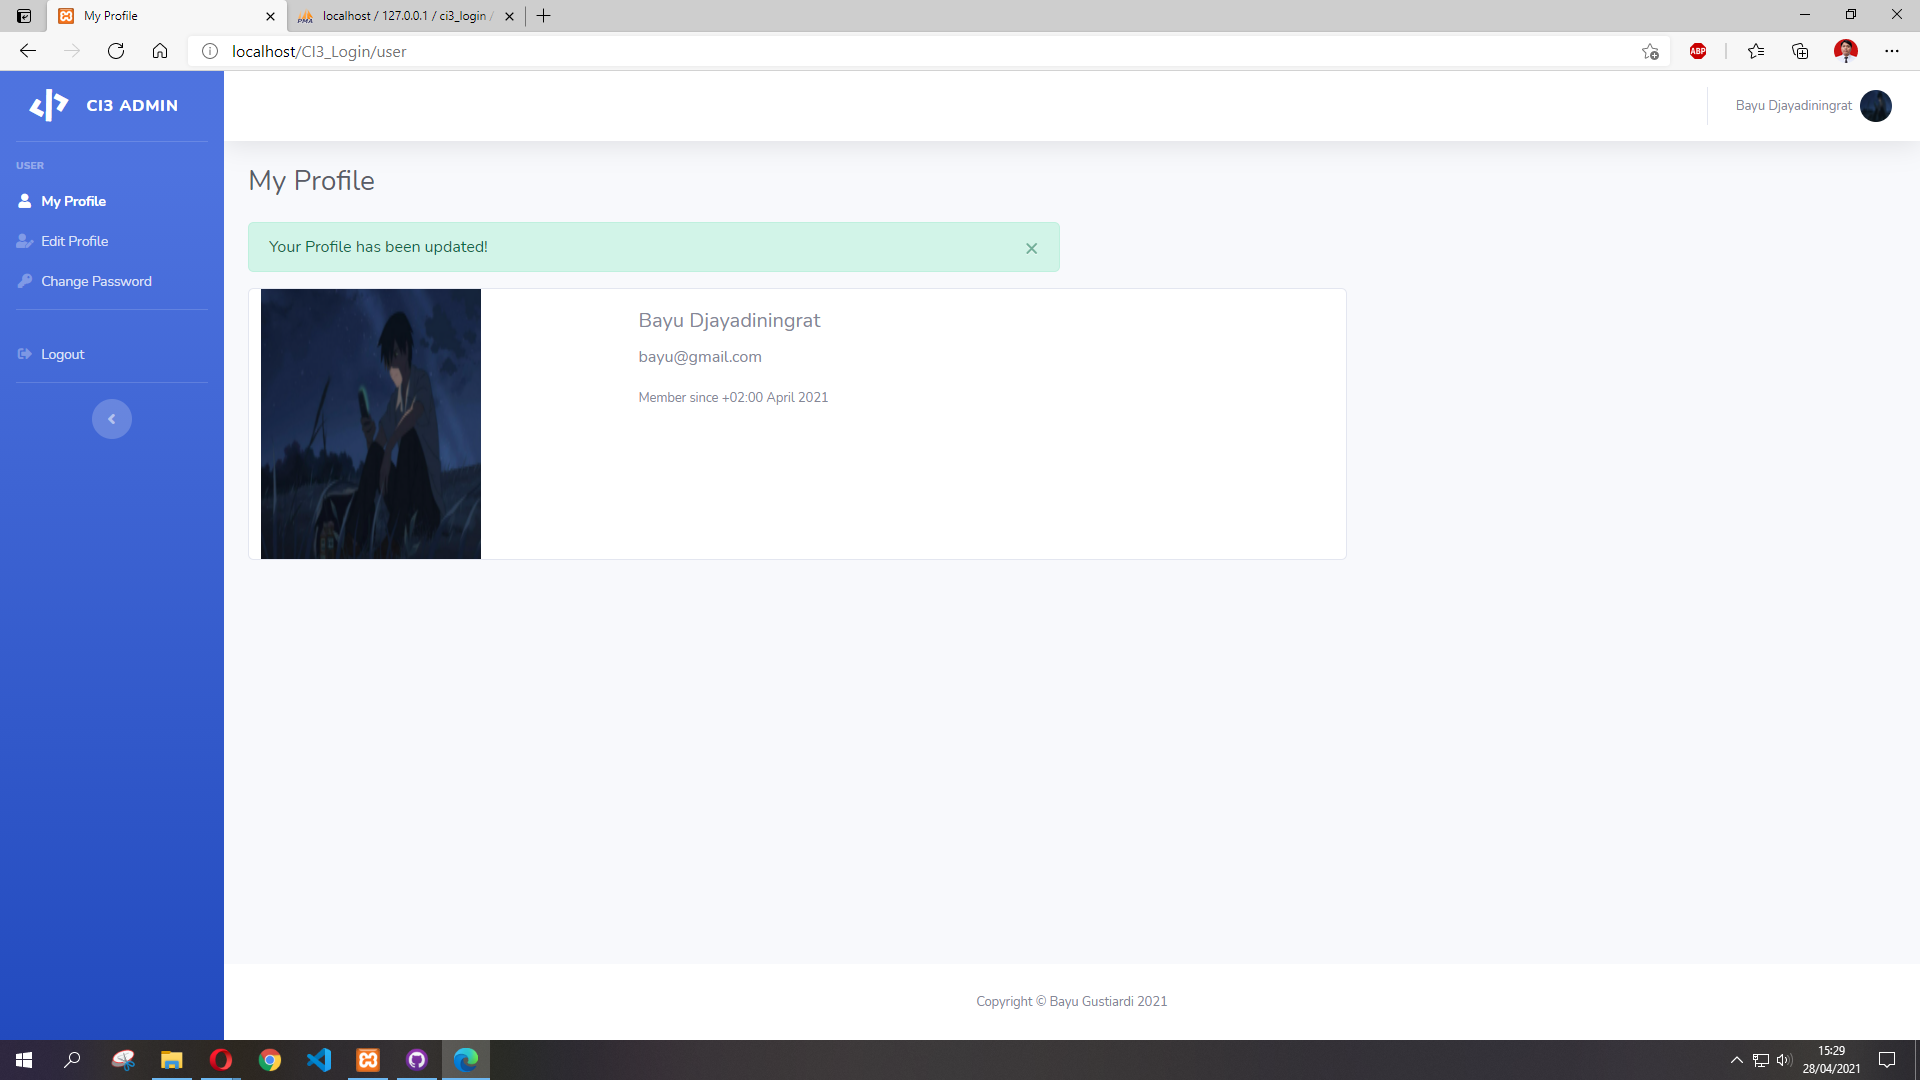 My Profile
localhost / 127.0.0.1 / ci3_login /
localhost/CI3_Login/user
ABP
CI3 ADMIN
Bayu Djayadiningrat
USER
My Profile
Edit Profile
Change Password
Logout
My Profile
Your Profile has been updated!
Bayu Djayadiningrat
bayu@gmail.com
Member since +02:00 April 2021
Copyright © Bayu Gustiardi 2021
15:29
28/04/2021